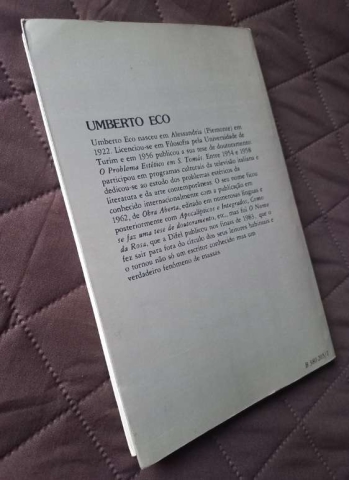 UMBERTO ECO
Umberto Eco nasceu em Alessandria (Piemonte) em
1922. Licenciou-se em Filosofia pela Universidade de
Turim e em 1956 publicou a sua tese de doutoramento
O Problema Estético em S. Tomás. Entre 1954 e 1958
participou em programas culturais da televisão italiana e
dedicou-se ao estudo dos problemas estéticos da
literatura e da arte contemporânea. O seu nome ficou
conhecido internacionalmente com a publicação em
1962, de Obra Aberta, editado em numerosas línguas e
posteriormente com Apocalípticos e Integrados, Como
se faz uma tese de doutoramento, etc., mas foi O Nome
da Rosa, que a Difel publicou nos finais de 1983, que o
fez sair para fora do círculo dos seus leitores habituais e
o tornou não só um escritor conhecido mas um
verdadeiro fenómeno de massas